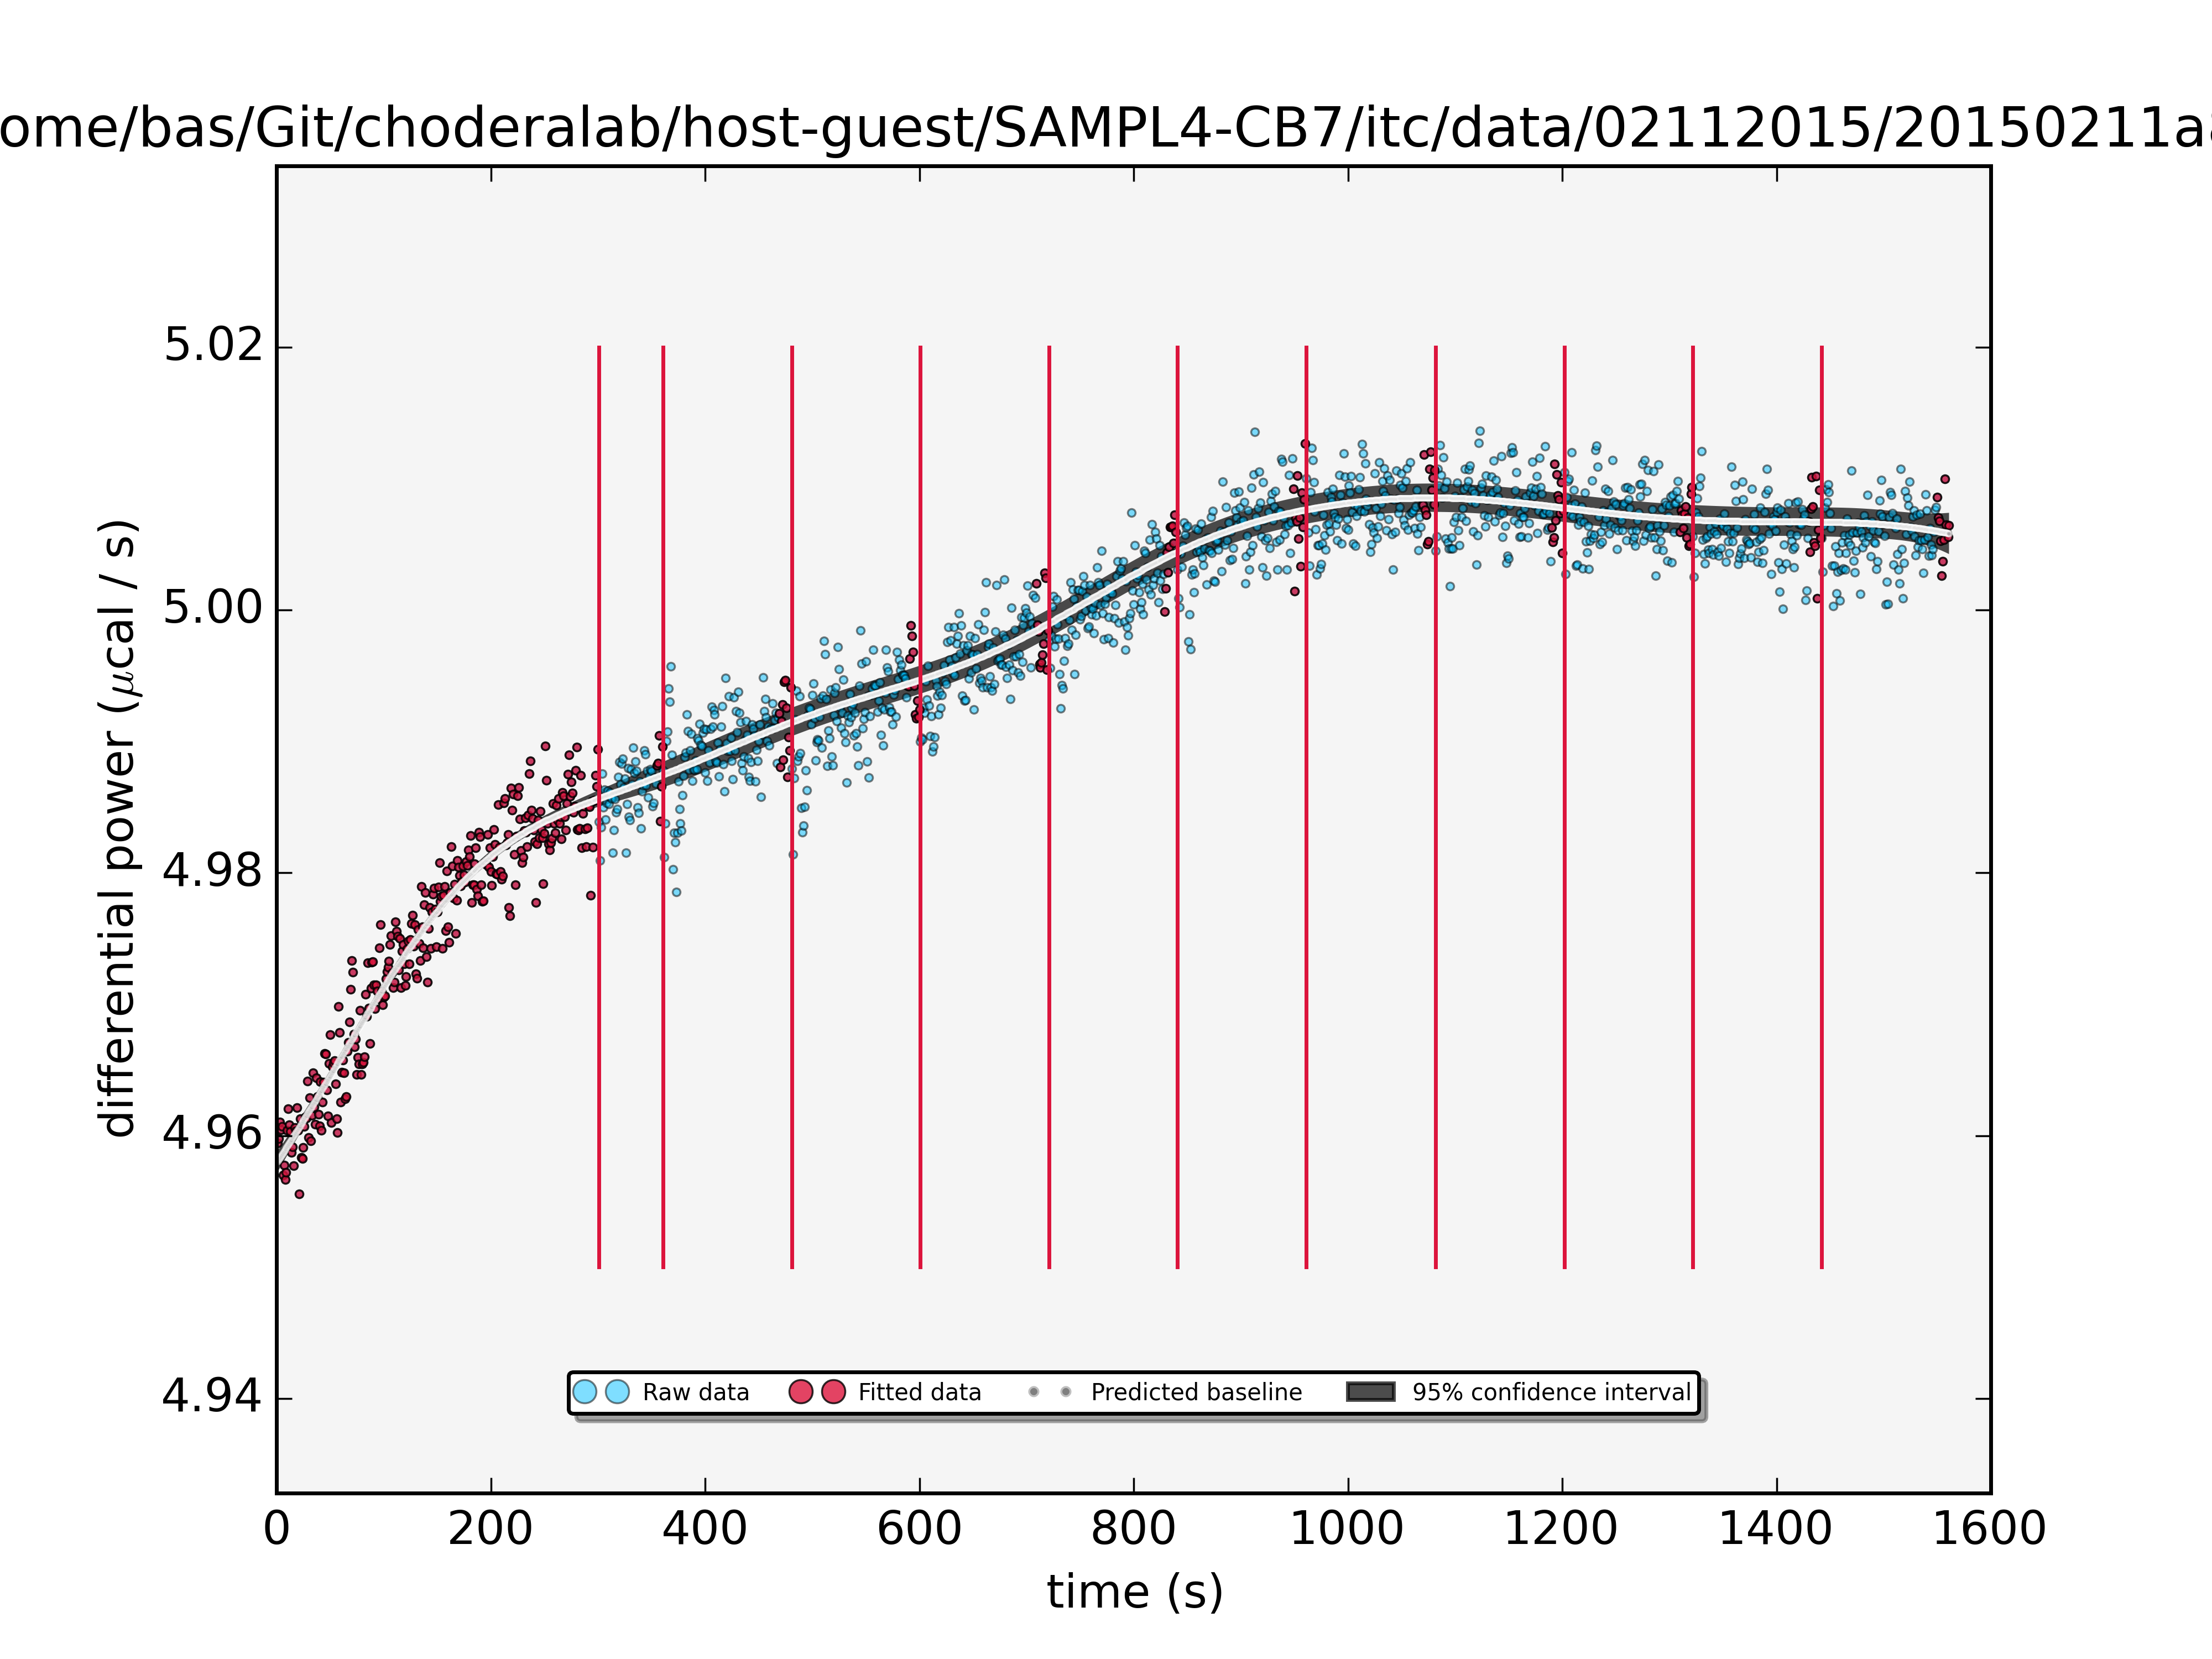 ome/bas/Git/choderalab/host-guest/SAMPL4-CB7/itc/data/02112015/20150211a
differential power (μcal / s)
5.02
5.00
4.98
4.96
4.94
Raw data Fitted data Predicted baseline 95% confidence interval
0 200 400 600 800 1000 1200 1400 1600
time (s)